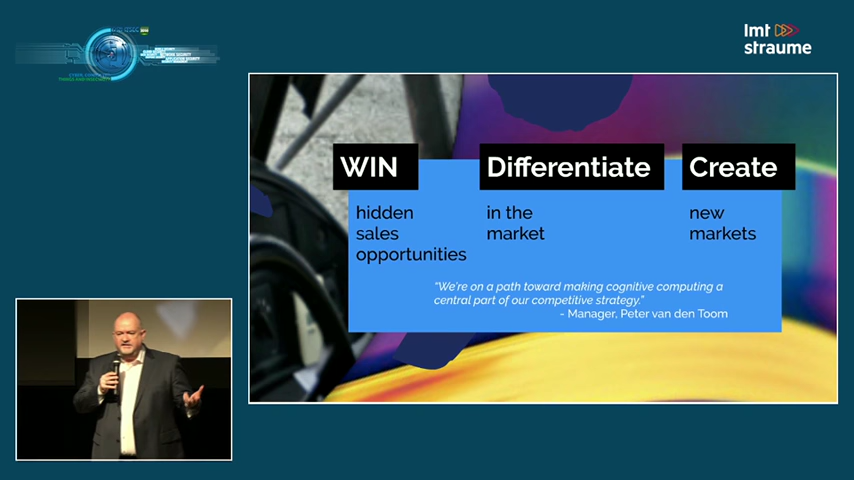 lmt
straume
WIN
Differentiate
Create
hidden
sales
opportunities
in the
market
new
markets
“We’re on a path toward making cognitive computing a
central part of our competitive strategy.”
- Manager, Peter van den Toom